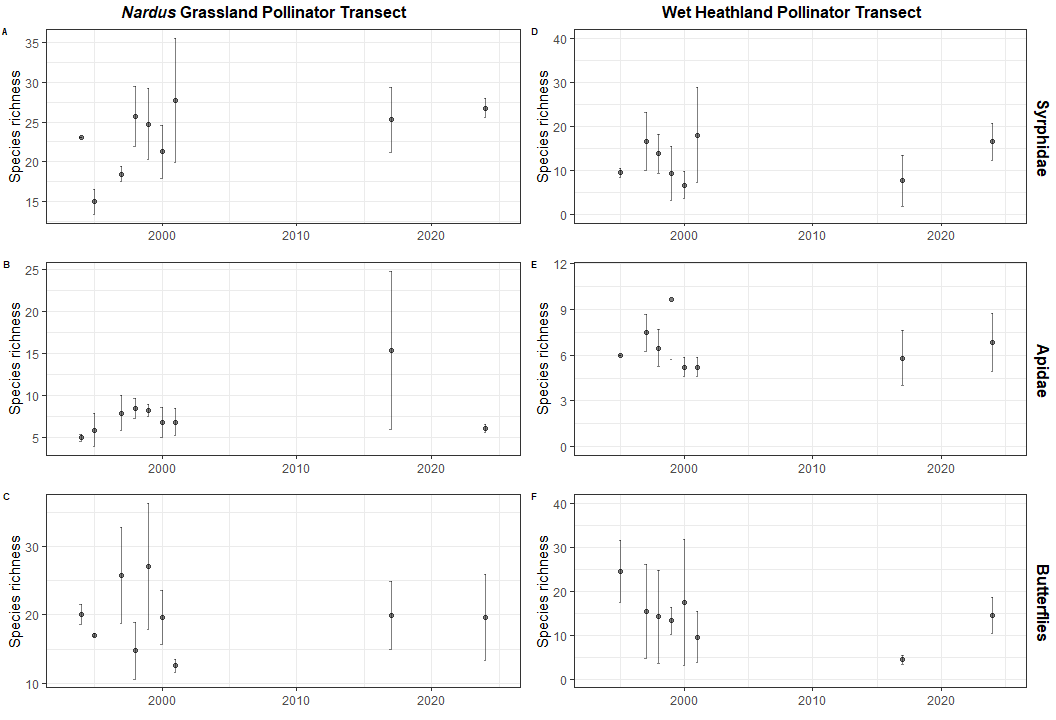 Nardus Grassland Pollinator Transect
Wet Heathland Pollinator Transect
A
Species richness
35
30
25
20
15
2000
2010
2020
D
Species richness
40
30
20
10
0
2000
2010
2020
Syrphidae
B
Species richness
25
20
15
10
5
2000
2010
2020
E
Species richness
12
9
6
3
0
2000
2010
2020
Apidae
C
Species richness
30
20
10
2000
2010
2020
F
Species richness
40
30
20
10
0
2000
2010
2020
Butterflies